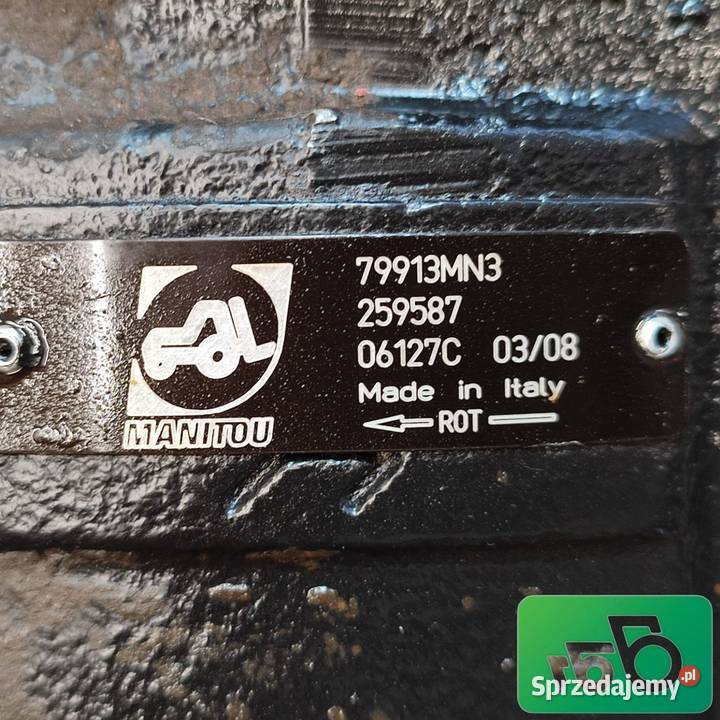 79913MN3
259587
06127C 03/08
Made in Italy
ROT
MANITOU
Sprzedajemy.pl